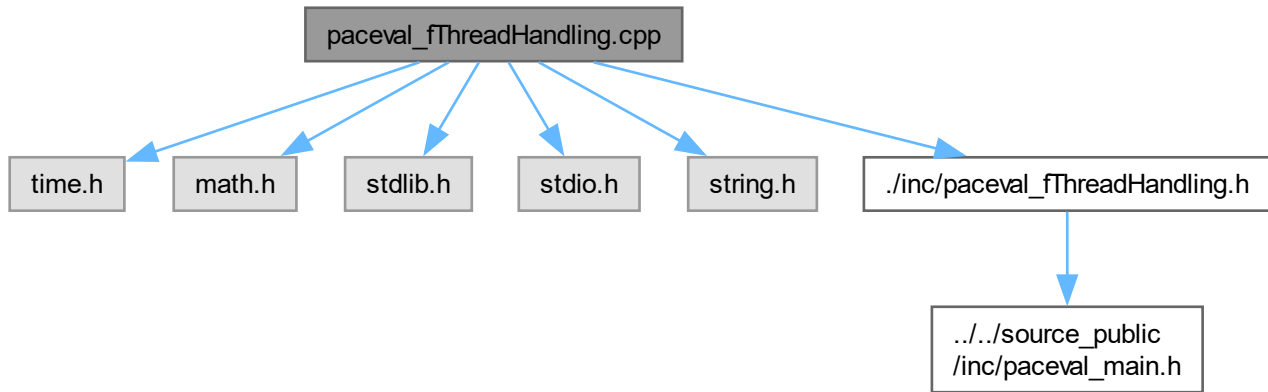 paceval_fThreadHandling.cpp
time.h
math.h
stdlib.h
stdio.h
string.h
./inc/paceval_fThreadHandling.h
../../source_public
/inc/paceval_main.h